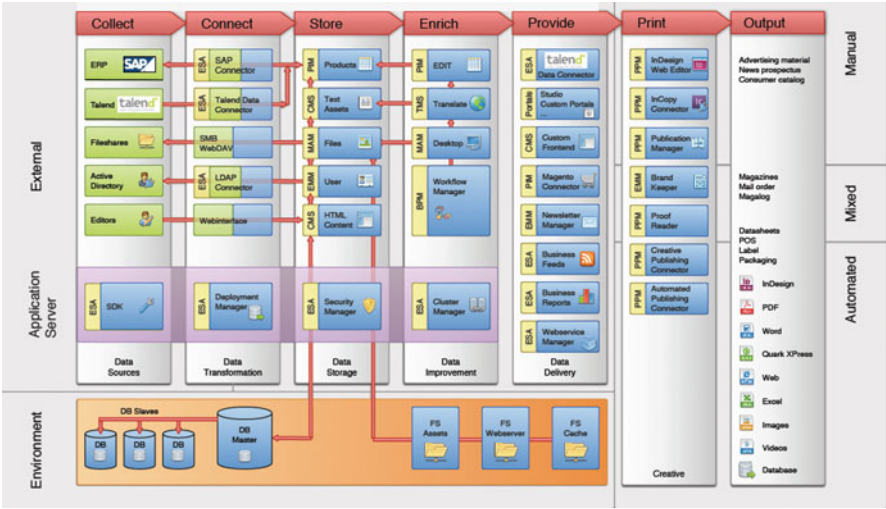 Collect
Connect
Store
Enrich
Provide
Print
Output
External
Application
Server
Environment
Manual
Mixed
Automated
ERP
SAP
Talend
talend
Fileshares
Active
Directory
Editors
ESA
SDK
Data
Sources
ESA
SAP
Connector
ESA
Talend Data
Connector
SMB
WebDAV
ESA
LDAP
Connector
Webinterface
ESA
Deployment
Manager
Data
Transformation
PIM
Products
CMS
Text
Assets
MAM
Files
EMM
User
CMS
HTML
Content
ESA
Security
Manager
Data
Storage
PIM
EDIT
TMS
Translate
MAM
Desktop
BPM
Workflow
Manager
ESA
Cluster
Manager
Data
Improvement
ESA
talend
Data Connector
Portals
Studio
Custom Portals
...
CMS
Custom
Frontend
PIM
Magento
Connector
EMM
Newsletter
Manager
ESA
Business
Feeds
ESA
Business
Reports
ESA
Webservice
Manager
Data
Delivery
PPM
InDesign
Web Editor
PPM
InCopy
Connector
PPM
Publication
Manager
EMM
Brand
Keeper
PPM
Proof
Reader
PPM
Creative
Publishing
Connector
PPM
Automated
Publishing
Connector
Creative
Advertising material
News prospectus
Consumer catalog
Magazines
Mail order
Magalog
Datasheets
POS
Label
Packaging
InDesign
PDF
Word
Quark XPress
Web
Excel
Images
Videos
Database
DB Slaves
DB
DB
DB
DB
Master
FS
Assets
FS
Webserver
FS
Cache